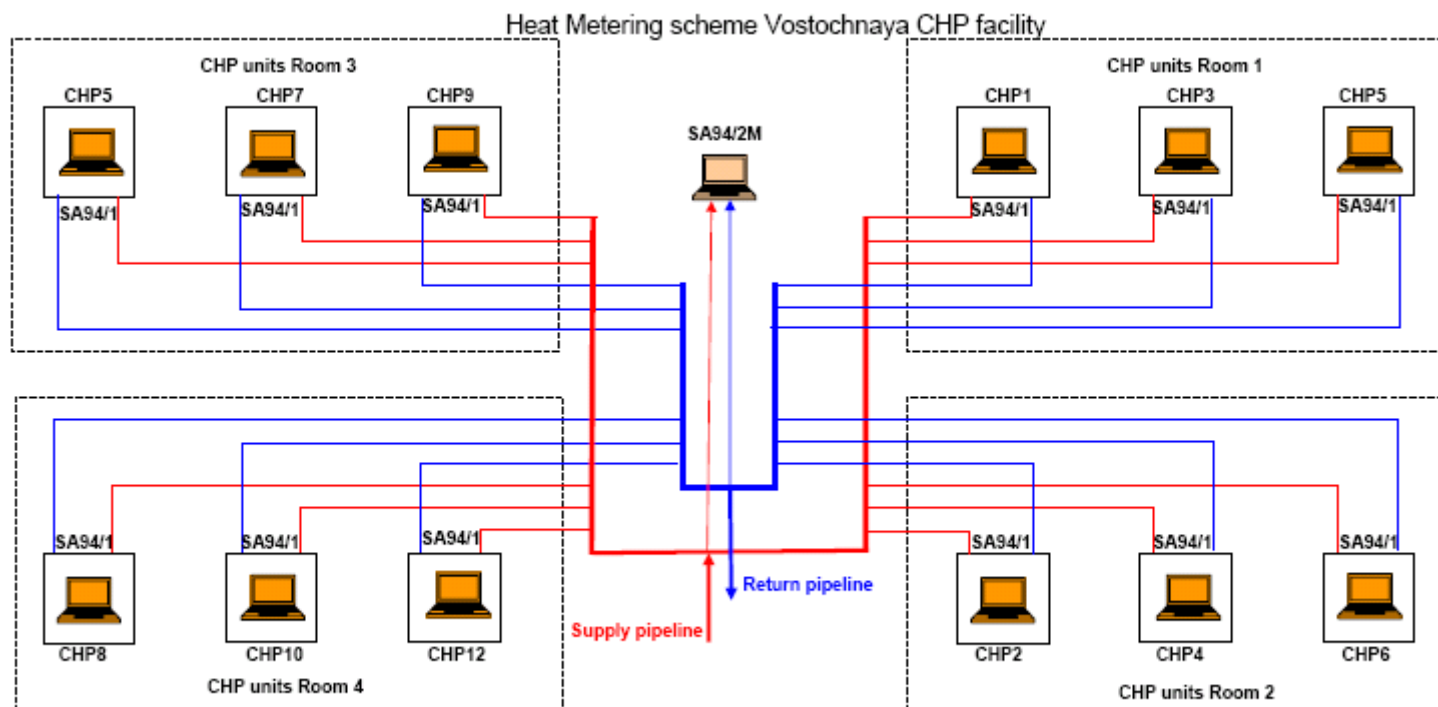 Heat Metering scheme Vostochnaya CHP facility
CHP units Room 3
CHP5
CHP7
CHP9
SA94/1
SA94/1
SA94/1
SA94/2M
CHP units Room 1
CHP1
CHP3
CHP5
SA94/1
SA94/1
SA94/1
SA94/1
SA94/1
SA94/1
CHP8
CHP10
CHP12
CHP units Room 4
Return pipeline
Supply pipeline
SA94/1
SA94/1
SA94/1
CHP2
CHP4
CHP6
CHP units Room 2